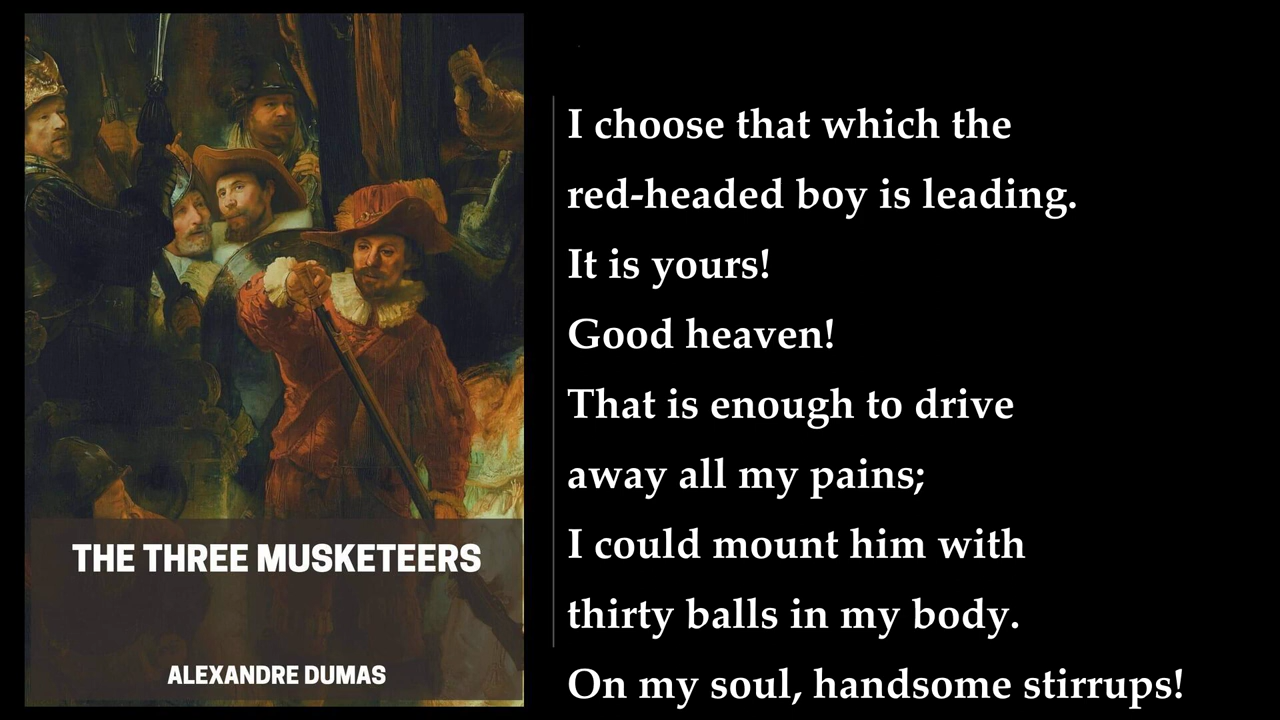 THE THREE MUSKETEERS
ALEXANDRE DUMAS
I choose that which the
red-headed boy is leading.
It is yours!
Good heaven!
That is enough to drive
away all my pains;
I could mount him with
thirty balls in my body.
On my soul, handsome stirrups!